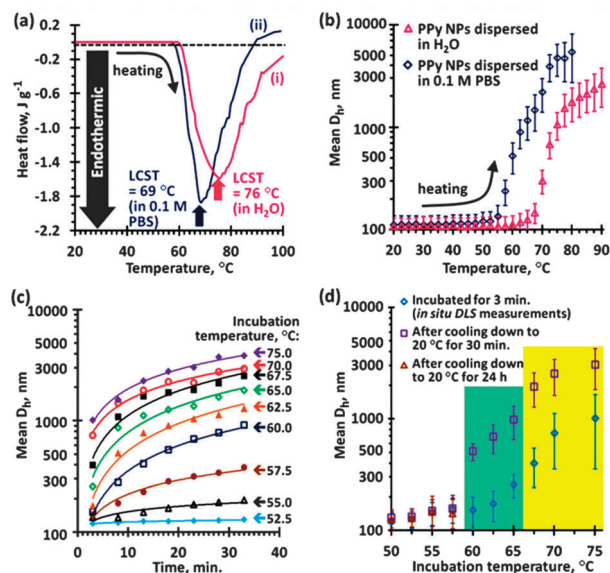 (a)
0.2
-0.2
-0.6
-1.0
-1.4
-1.8
-2.2
Heat flow, J g⁻¹
(ii)
(i)
heating
Endothermic
LCST
= 69 °C
(in 0.1 M
PBS)
LCST
= 76 °C
(in H₂O)
20 40 60 80 100
Temperature, °C
(b)
PPy NPs dispersed
in H₂O
PPy NPs dispersed
in 0.1 M PBS
10000
3000
1000
500
300
100
Mean Dₕ, nm
heating
20 30 40 50 60 70 80 90
Temperature, °C
(c)
10000
3000
1000
500
300
100
Mean Dₕ, nm
Incubation
temperature, °C:
75.0
70.0
67.5
65.0
62.5
60.0
57.5
55.0
52.5
0 10 20 30 40
Time, min.
(d)
Incubated for 3 min.
(in situ DLS measurements)
After cooling down to
20 °C for 30 min.
After cooling down
to 20 °C for 24 h
10000
3000
1000
500
300
100
Mean Dₕ, nm
50 55 60 65 70 75
Incubation temperature, °C